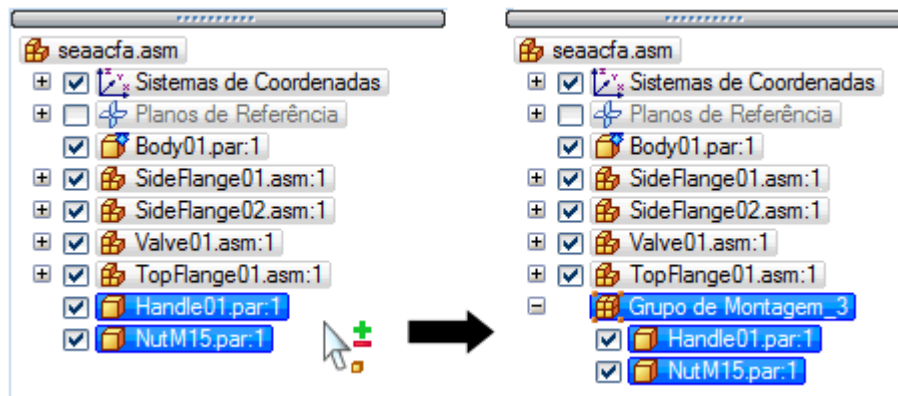 seaacfa.asm
Sistemas de Coordenadas
Planos de Referência
Body01.par:1
SideFlange01.asm:1
SideFlange02.asm:1
Valve01.asm:1
TopFlange01.asm:1
Handle01.par:1
NutM15.par:1
seaacfa.asm
Sistemas de Coordenadas
Planos de Referência
Body01.par:1
SideFlange01.asm:1
SideFlange02.asm:1
Valve01.asm:1
TopFlange01.asm:1
Grupo de Montagem_3
Handle01.par:1
NutM15.par:1